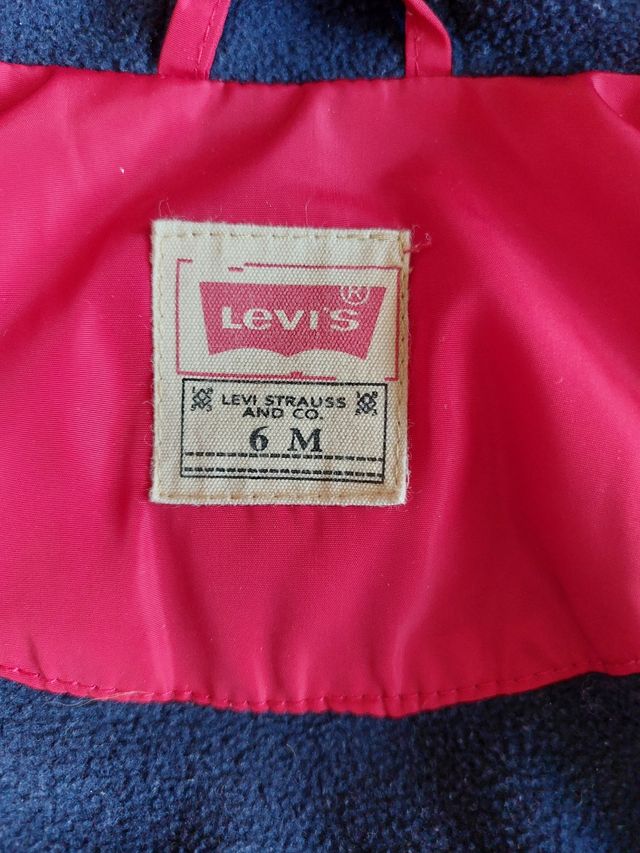 Levi's®
LEVI STRAUSS
AND CO.
6 M